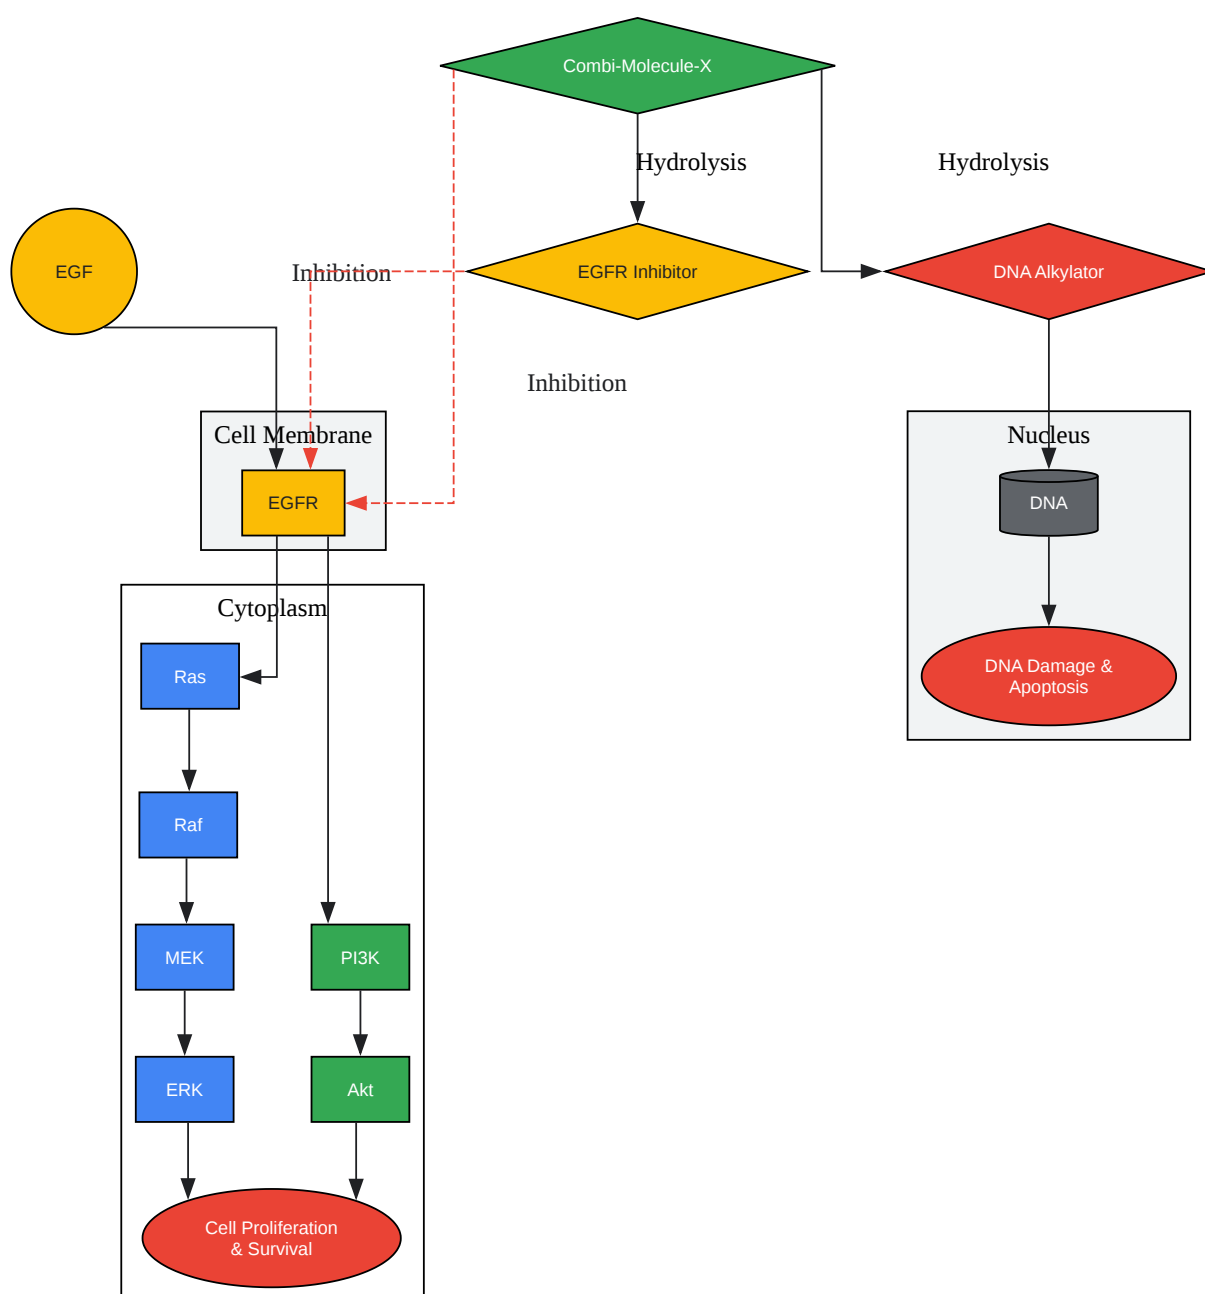 Combi-Molecule-X
Hydrolysis
Hydrolysis
EGF
Inhibition
EGFR Inhibitor
DNA Alkylator
Inhibition
Cell Membrane
Nucleus
EGFR
DNA
Cytoplasm
Ras
DNA Damage &
Apoptosis
Raf
MEK
PI3K
ERK
Akt
Cell Proliferation
& Survival